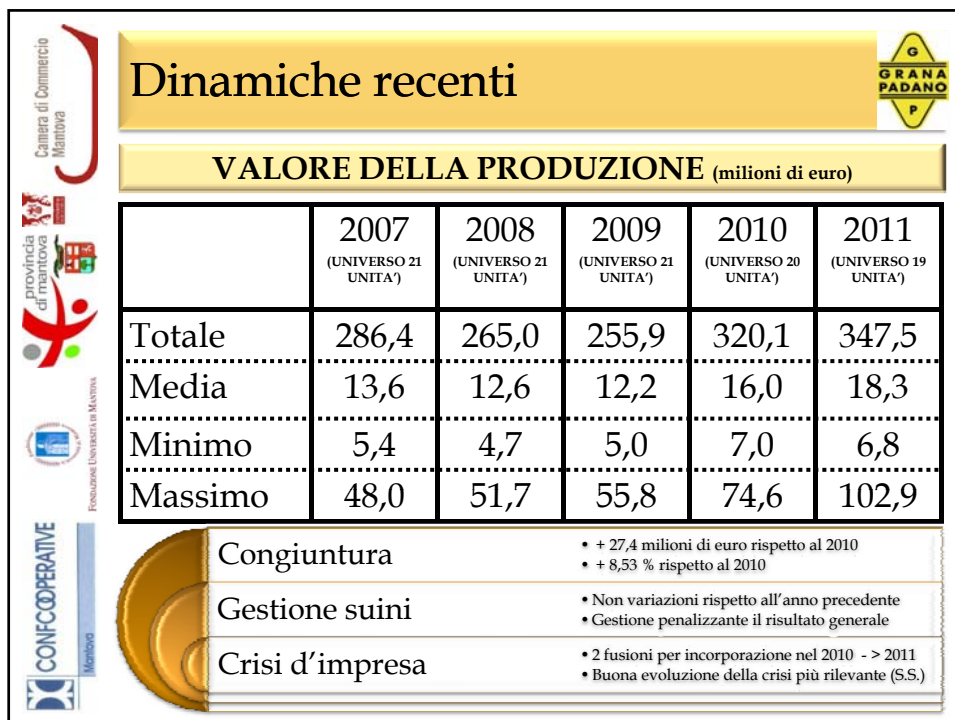 Camera di Commercio
Mantova
provincia
di mantova
FONDAZIONE UNIVERSITÀ DI MANTOVA
CONFCOOPERATIVE
Mantova
Dinamiche recenti
G
GRANA
PADANO
P
VALORE DELLA PRODUZIONE (milioni di euro)
2007 2008 2009 2010 2011
(UNIVERSO 21 (UNIVERSO 21 (UNIVERSO 21 (UNIVERSO 20 (UNIVERSO 19
UNITA’) UNITA’) UNITA’) UNITA’) UNITA’)
Totale 286,4 265,0 255,9 320,1 347,5
Media 13,6 12,6 12,2 16,0 18,3
Minimo 5,4 4,7 5,0 7,0 6,8
Massimo 48,0 51,7 55,8 74,6 102,9
Congiuntura
• + 27,4 milioni di euro rispetto al 2010
• + 8,53 % rispetto al 2010
Gestione suini
• Non variazioni rispetto all’anno precedente
• Gestione penalizzante il risultato generale
Crisi d’impresa
• 2 fusioni per incorporazione nel 2010 - > 2011
• Buona evoluzione della crisi più rilevante (S.S.)